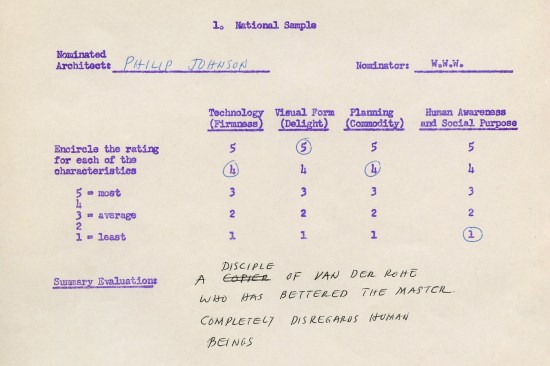 1. National Sample
Nominated
Architect: PHILIP JOHNSON Nominator: W.W.W.
Technology Visual Form Planning Human Awareness
(Firmness) (Delight) (Commodity) and Social Purpose
Encircle the rating 5 5 5 5
for each of the
characteristics 4 4 4 4
5 = most 3 3 3 3
4
3 = average 2 2 2 2
2
1 = least 1 1 1 1
Summary Evaluation:
DISCIPLE
A COPIER OF VAN DER ROHE
WHO HAS BETTERED THE MASTER
COMPLETELY DISREGARDS HUMAN
BEINGS